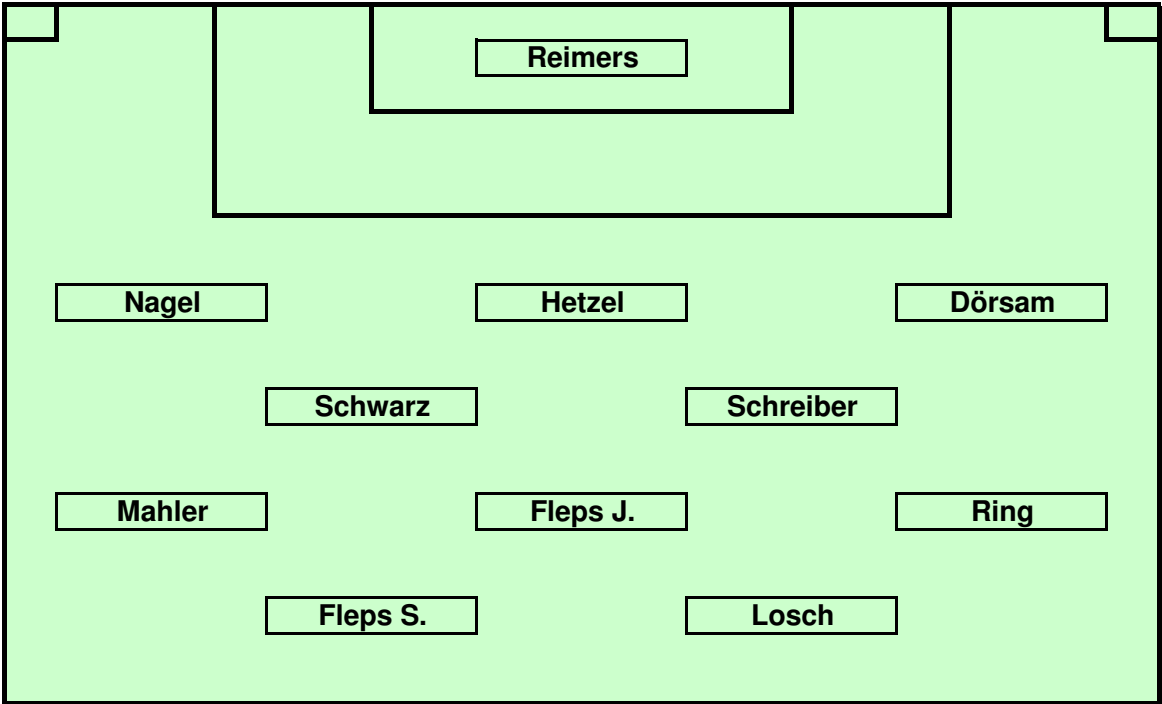 Reimers
Nagel Hetzel Dörsam
Schwarz Schreiber
Mahler Fleps J. Ring
Fleps S. Losch